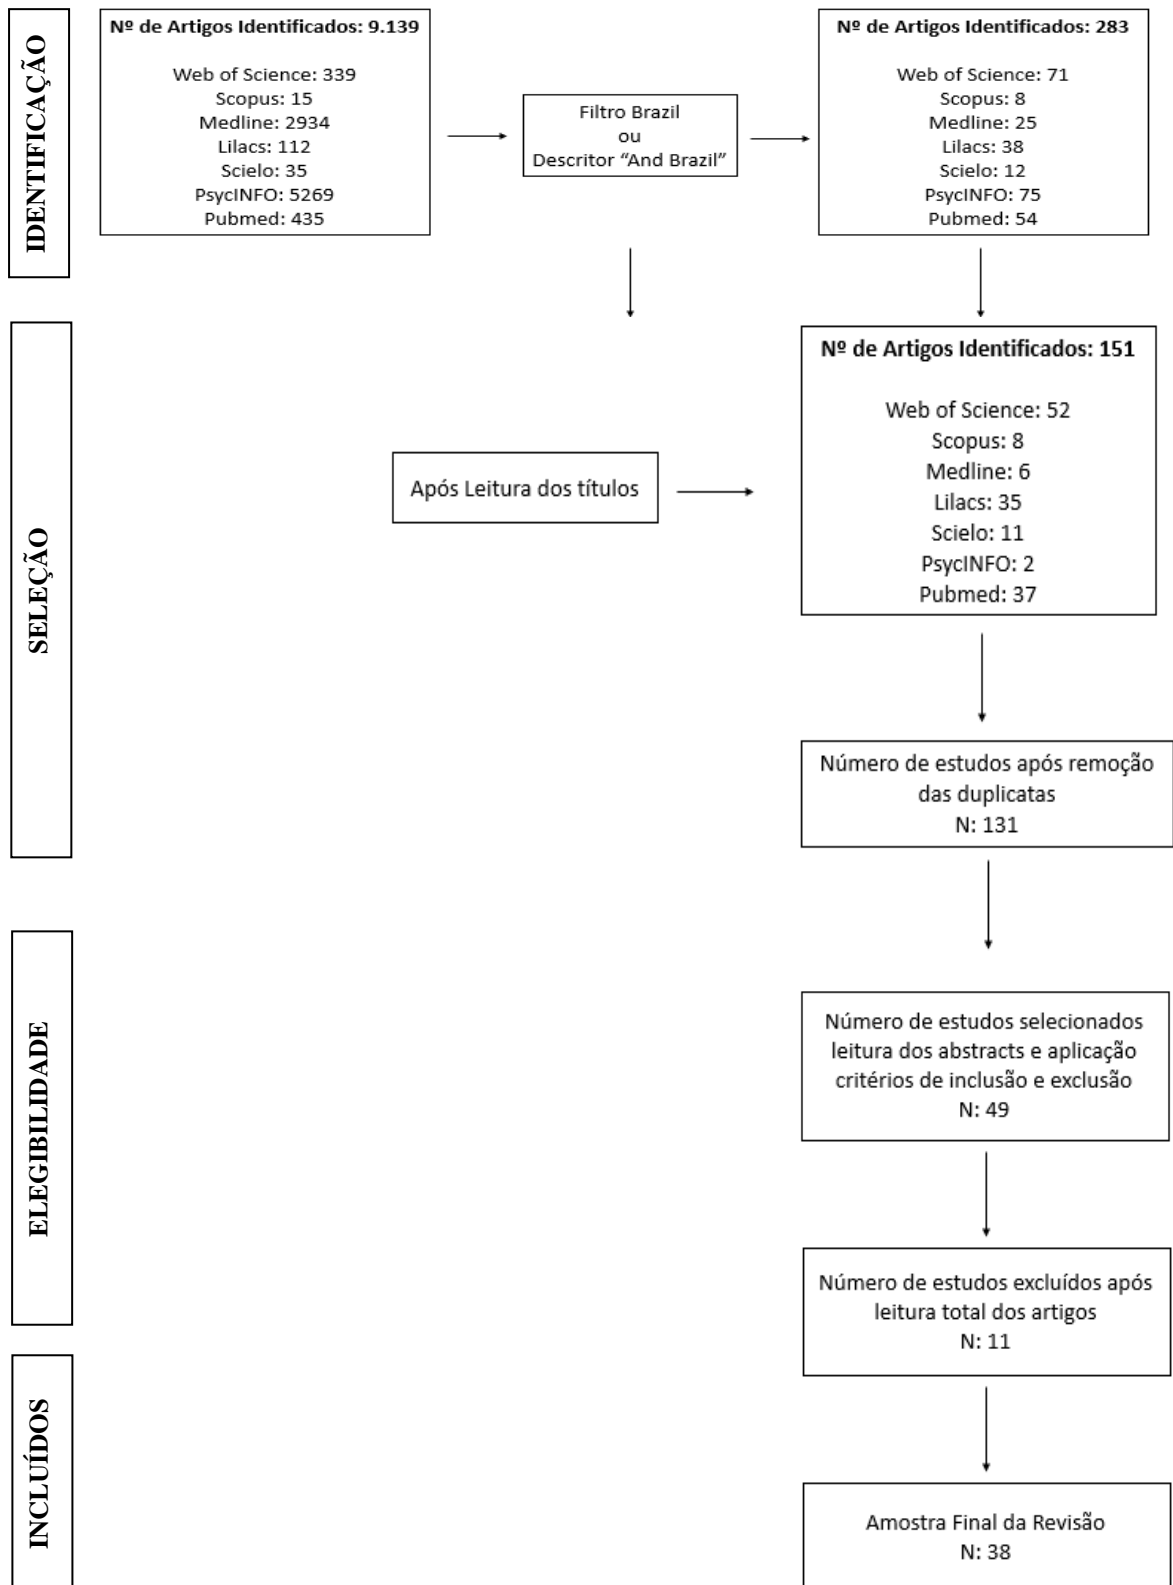 IDENTIFICAÇÃO
Nº de Artigos Identificados: 9.139
Web of Science: 339
Scopus: 15
Medline: 2934
Lilacs: 112
Scielo: 35
PsycINFO: 5269
Pubmed: 435
Filtro Brazil
ou
Descritor “And Brazil”
Nº de Artigos Identificados: 283
Web of Science: 71
Scopus: 8
Medline: 25
Lilacs: 38
Scielo: 12
PsycINFO: 75
Pubmed: 54
SELEÇÃO
Após Leitura dos títulos
Nº de Artigos Identificados: 151
Web of Science: 52
Scopus: 8
Medline: 6
Lilacs: 35
Scielo: 11
PsycINFO: 2
Pubmed: 37
Número de estudos após remoção
das duplicatas
N: 131
ELEGIBILIDADE
Número de estudos selecionados
leitura dos abstracts e aplicação
critérios de inclusão e exclusão
N: 49
Número de estudos excluídos após
leitura total dos artigos
N: 11
INCLUÍDOS
Amostra Final da Revisão
N: 38